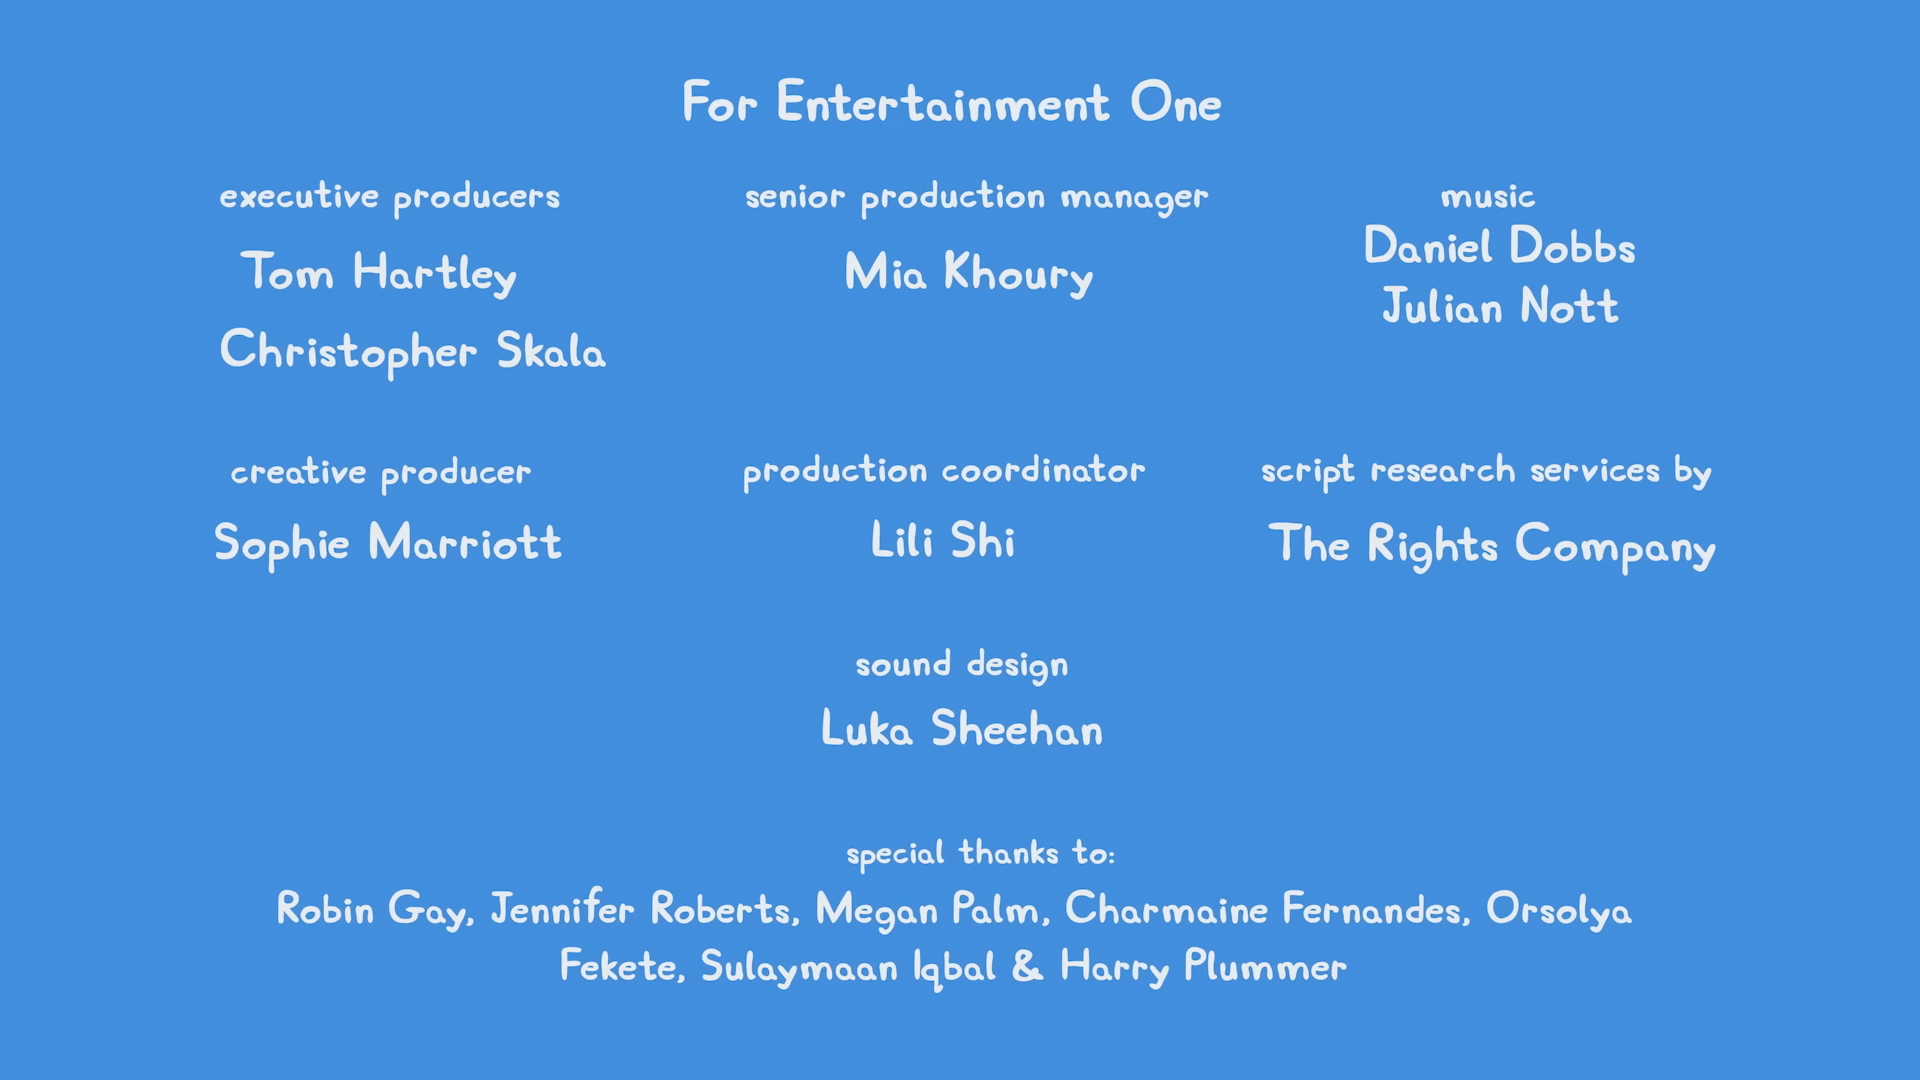 For Entertainment One
executive producers
Tom Hartley
Christopher Skala
senior production manager
Mia Khoury
music
Daniel Dobbs
Julian Nott
creative producer
Sophie Marriott
production coordinator
Lili Shi
script research services by
The Rights Company
sound design
Luka Sheehan
special thanks to:
Robin Gay, Jennifer Roberts, Megan Palm, Charmaine Fernandes, Orsolya
Fekete, Sulaymaan Iqbal & Harry Plummer